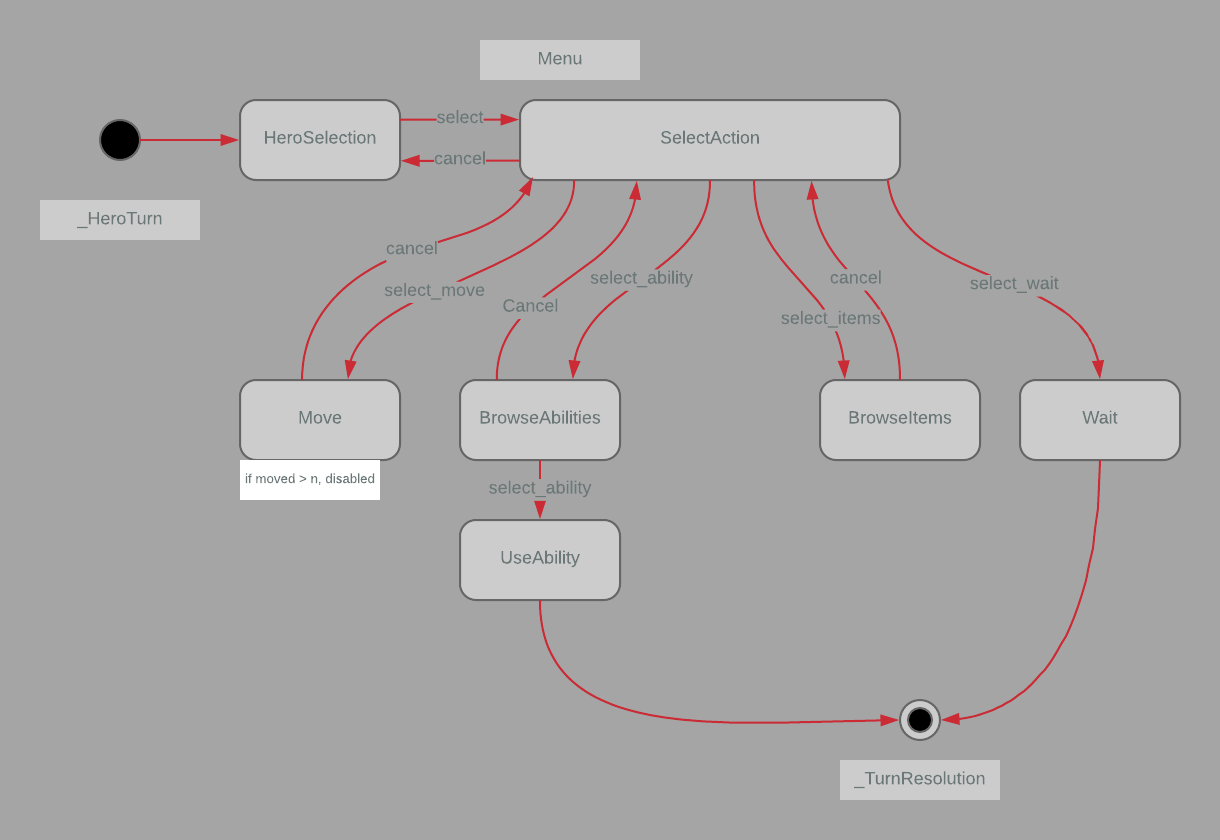 Menu
select
HeroSelection
SelectAction
cancel
_HeroTurn
cancel
select_move
Cancel
select_ability
cancel
select_items
select_wait
Move
BrowseAbilities
BrowseItems
Wait
if moved > n, disabled
select_ability
UseAbility
_TurnResolution